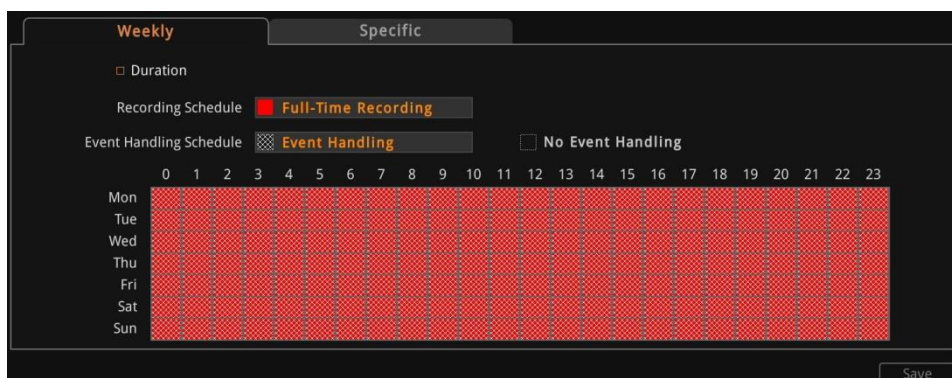 Weekly Specific
Duration
Recording Schedule Full-Time Recording
Event Handling Schedule Event Handling No Event Handling
0 1 2 3 4 5 6 7 8 9 10 11 12 13 14 15 16 17 18 19 20 21 22 23
Mon
Tue
Wed
Thu
Fri
Sat
Sun
Save